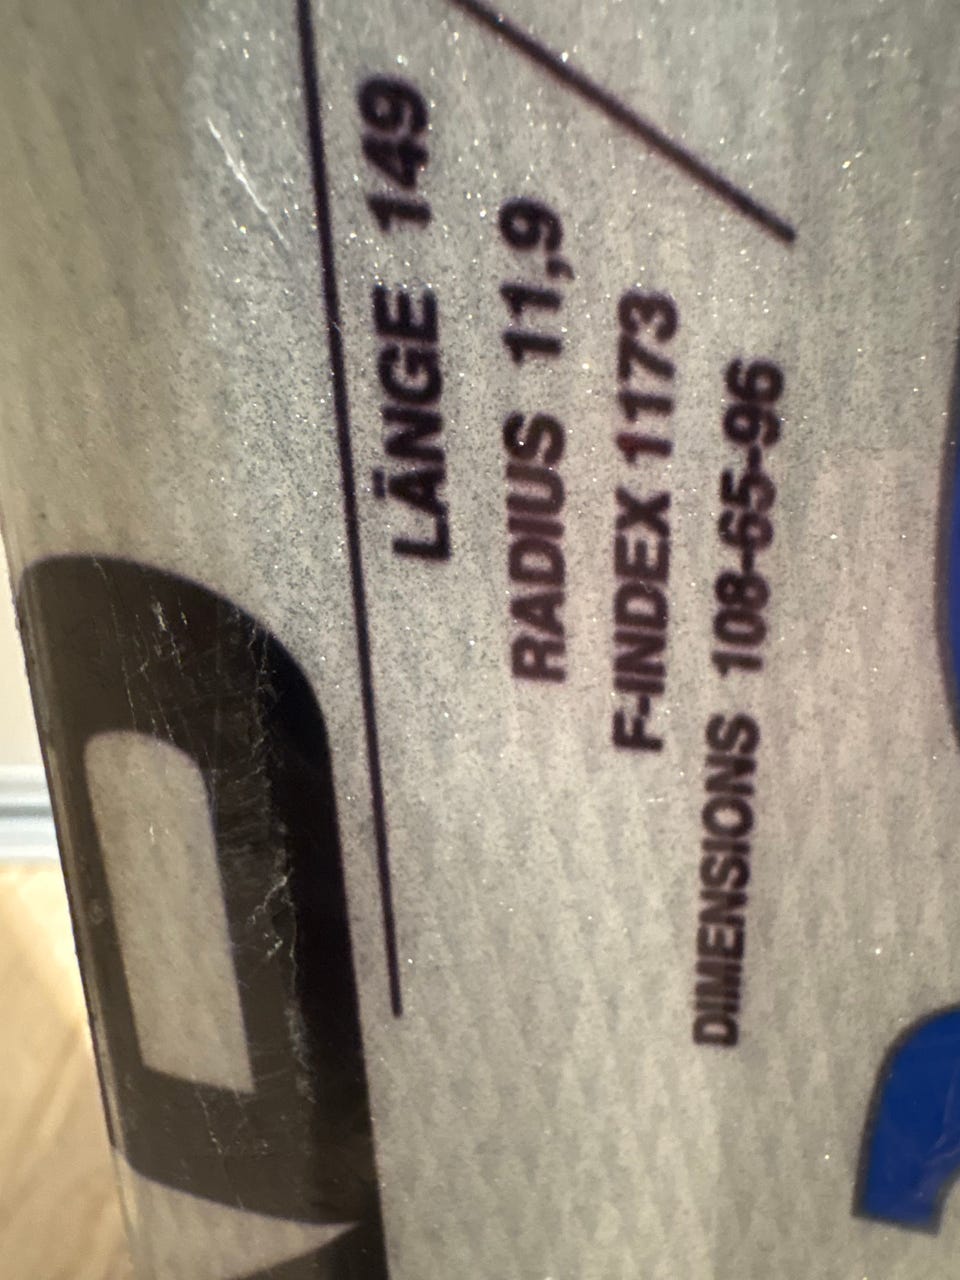 LÄNGE 149
RADIUS 11,9
F-INDEX 1173
DIMENSIONS 108-65-96